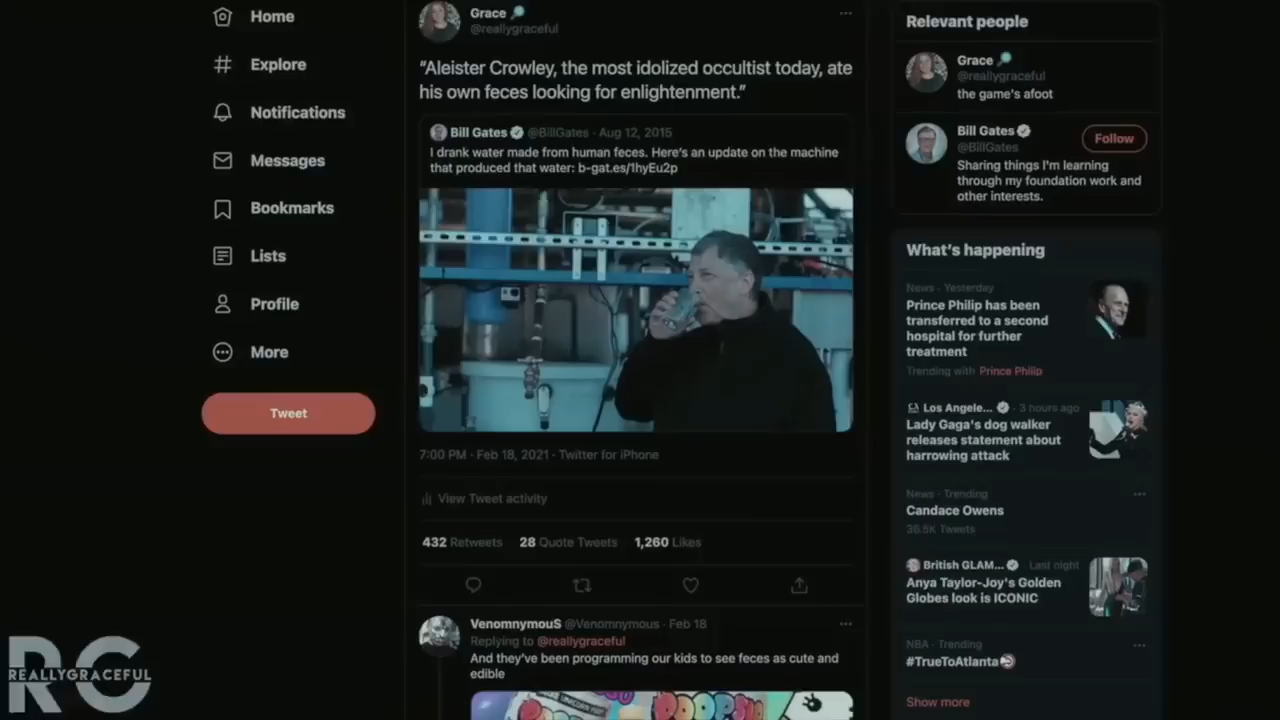 Home
Explore
Notifications
Messages
Bookmarks
Lists
Profile
More
Tweet
Grace
@reallygraceful
"Aleister Crowley, the most idolized occultist today, ate
his own feces looking for enlightenment."
Bill Gates @BillGates · Aug 12, 2015
I drank water made from human feces. Here's an update on the machine
that produced that water: b-gat.es/1hyEu2p
7:00 PM · Feb 18, 2021 · Twitter for iPhone
View Tweet activity
432 Retweets 28 Quote Tweets 1,260 Likes
VenomnymouS @Venomnymous · Feb 18
Replying to @reallygraceful
And they've been programming our kids to see feces as cute and
edible
Relevant people
Grace
@reallygraceful
the game's afoot
Bill Gates
@BillGates
Follow
Sharing things I'm learning
through my foundation work and
other interests.
What's happening
News · Yesterday
Prince Philip has been
transferred to a second
hospital for further
treatment
Trending with Prince Philip
Los Angele... · 3 hours ago
Lady Gaga's dog walker
releases statement about
harrowing attack
News · Trending
Candace Owens
36.5K Tweets
British GLAM... Last night
Anya Taylor-Joy's Golden
Globes look is ICONIC
NBA · Trending
#TrueToAtlanta
Show more
RG
REALLYGRACEFUL